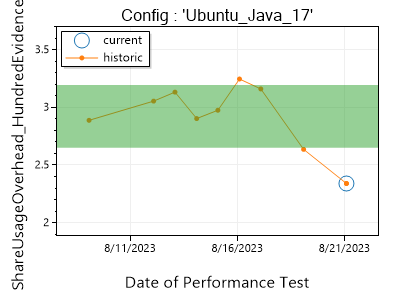 Config : 'Ubuntu_Java_17'
current
historic
ShareUsageOverhead_HundredEvidence
3.5
3
2.5
2
8/11/2023
8/16/2023
8/21/2023
Date of Performance Test